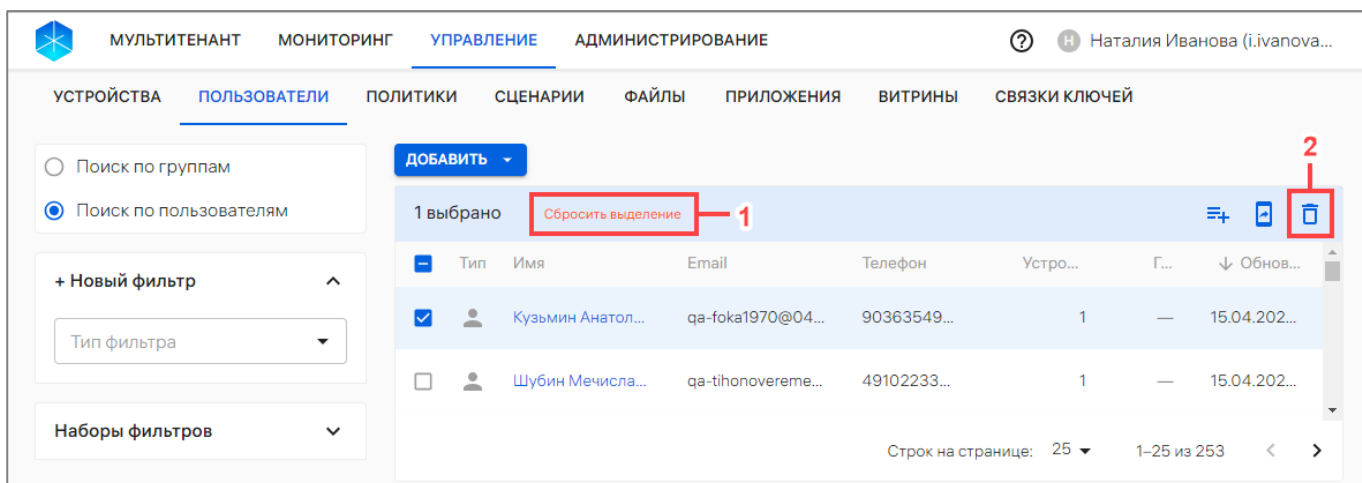 МУЛЬТИТЕНАНТ МОНИТОРИНГ УПРАВЛЕНИЕ АДМИНИСТРИРОВАНИЕ ? Н Наталия Иванова (i.ivanova...
УСТРОЙСТВА ПОЛЬЗОВАТЕЛИ ПОЛИТИКИ СЦЕНАРИИ ФАЙЛЫ ПРИЛОЖЕНИЯ ВИТРИНЫ СВЯЗКИ КЛЮЧЕЙ
Поиск по группам
Поиск по пользователям
+ Новый фильтр
Тип фильтра
Наборы фильтров
ДОБАВИТЬ
2
1 выбрано Сбросить выделение 1
Тип Имя Email Телефон Устро... Г... ↓ Обнов...
Кузьмин Анатол... qa-foka1970@04... 90363549... 1 — 15.04.202...
Шубин Мечисла... qa-tihonovereme... 49102233... 1 — 15.04.202...
Строк на странице: 25 1–25 из 253 < >